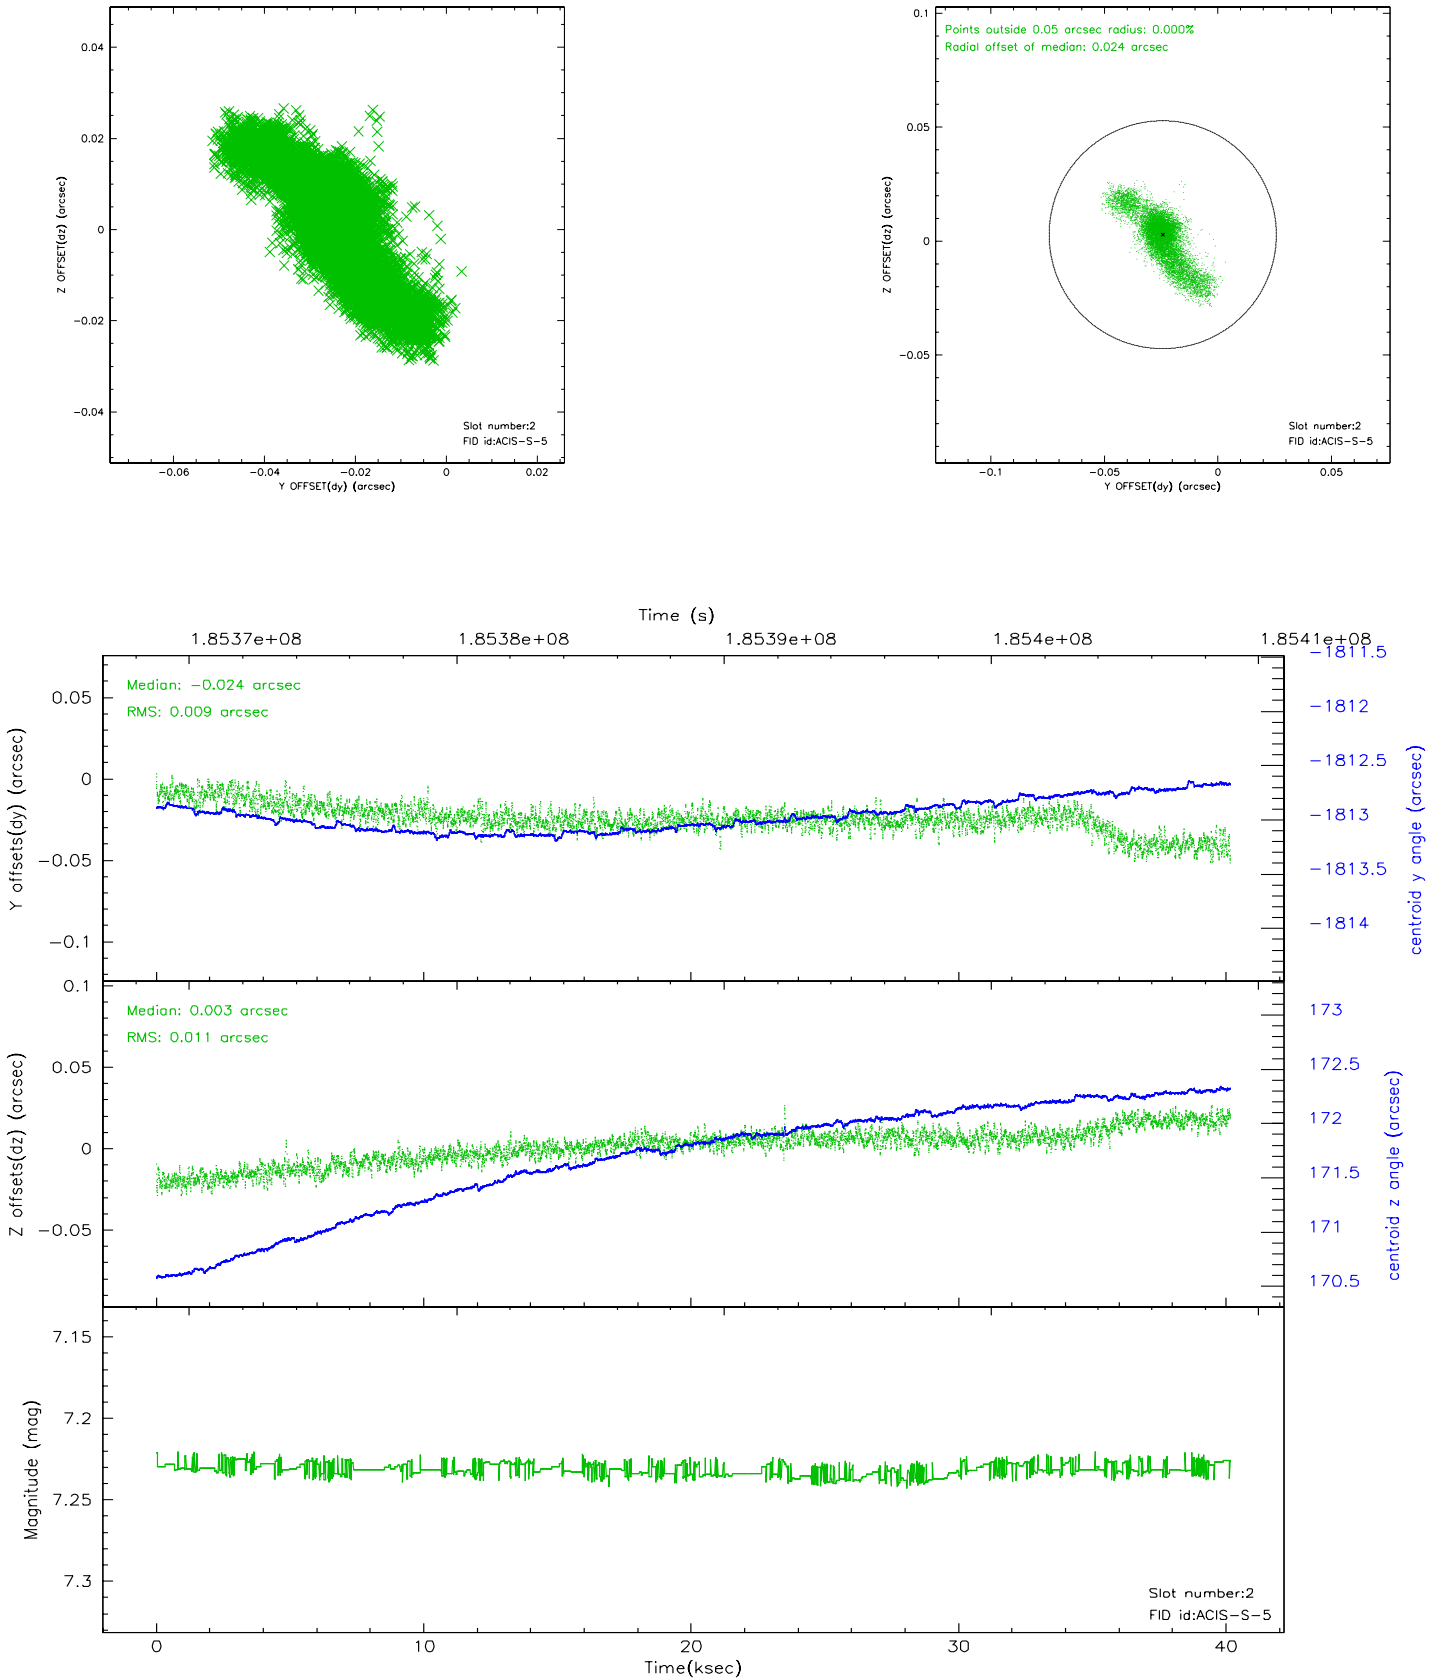 0.04
0.02
0
−0.02
−0.04
Z OFFSET(dz) (arcsec)
Slot number:2
FID id:ACIS−S−5
−0.06 −0.04 −0.02 0 0.02
Y OFFSET(dy) (arcsec)
Points outside 0.05 arcsec radius: 0.000%
Radial offset of median: 0.024 arcsec
0.1
0.05
0
−0.05
Z OFFSET(dz) (arcsec)
Slot number:2
FID id:ACIS−S−5
−0.1 −0.05 0 0.05
Y OFFSET(dy) (arcsec)
Time (s)
1.8537e+08 1.8538e+08 1.8539e+08 1.854e+08 1.8541e+08
Median: −0.024 arcsec
RMS: 0.009 arcsec
0.05
0
−0.05
−0.1
Y offsets(dy) (arcsec)
−1811.5
−1812
−1812.5
−1813
−1813.5
−1814
centroid y angle (arcsec)
Median: 0.003 arcsec
RMS: 0.011 arcsec
0.1
0.05
0
−0.05
Z offsets(dz) (arcsec)
173
172.5
172
171.5
171
170.5
centroid z angle (arcsec)
7.15
7.2
7.25
7.3
Magnitude (mag)
Slot number:2
FID id:ACIS−S−5
0 10 20 30 40
Time(ksec)